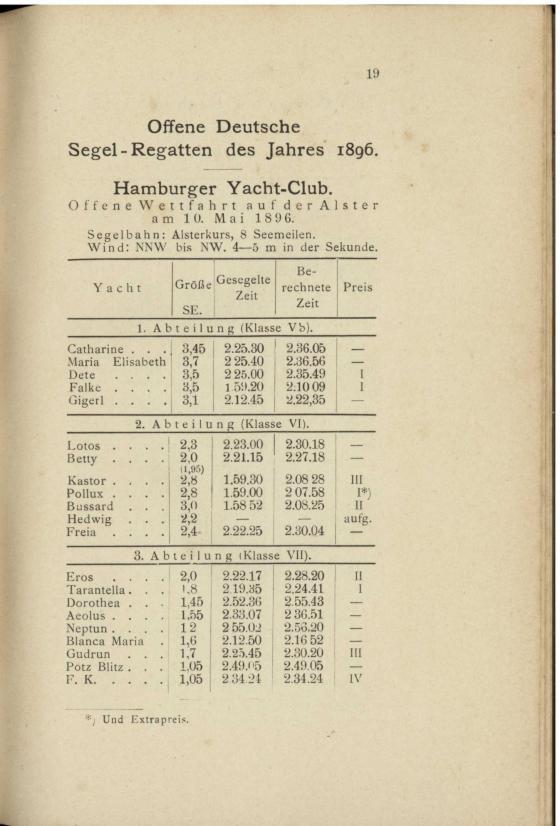 19
Offene Deutsche
Segel-Regatten des Jahres 1896.
Hamburger Yacht-Club.
Offene Wettfahrt auf der Alster
am 10. Mai 1896.
Segelbahn: Alsterkurs, 8 Seemeilen.
Wind: NNW bis NW. 4—5 m in der Sekunde.
Yacht Größe SE. Gesegelte Zeit Be-rechnete Zeit Preis
1. Abteilung (Klasse Vb).
Catharine . . . 3,45 2.25.30 2.36.05 —
Maria Elisabeth 3,7 2 25.40 2.36.56 —
Dete . . . . 3,5 2 25.00 2.35.49 I
Falke . . . . 3,5 1.59.20 2.10 09 I
Gigerl . . . . 3,1 2.12.45 2.22,35 —
2. Abteilung (Klasse VI).
Lotos . . . . 2,3 2.23.00 2.30.18 —
Betty . . . . 2,0 2.21.15 2.27.18 —
(1,95)
Kastor . . . . 2,8 1.59.30 2.08 28 III
Pollux . . . . 2,8 1.59.00 2 07.58 I*)
Bussard . . . 3,0 1.58 52 2.08.25 II
Hedwig . . . 2,2 — — aufg.
Freia . . . . 2,4 2.22.25 2.30.04 —
3. Abteilung (Klasse VII).
Eros . . . . 2,0 2.22.17 2.28.20 II
Tarantella . . . 1,8 2.19.35 2.24.41 I
Dorothea . . . 1,45 2.52.36 2.55.43 —
Aeolus . . . . 1,55 2.33.07 2 36.51 —
Neptun . . . . 1 2 2 55.02 2.56.20 —
Blanca Maria . 1,6 2.12.50 2.16 52 —
Gudrun . . . 1,7 2.25.45 2.30.20 III
Potz Blitz . . . 1,05 2.49.05 2.49.05 —
F. K. . . . . 1,05 2 34.24 2.34.24 IV
*) Und Extrapreis.